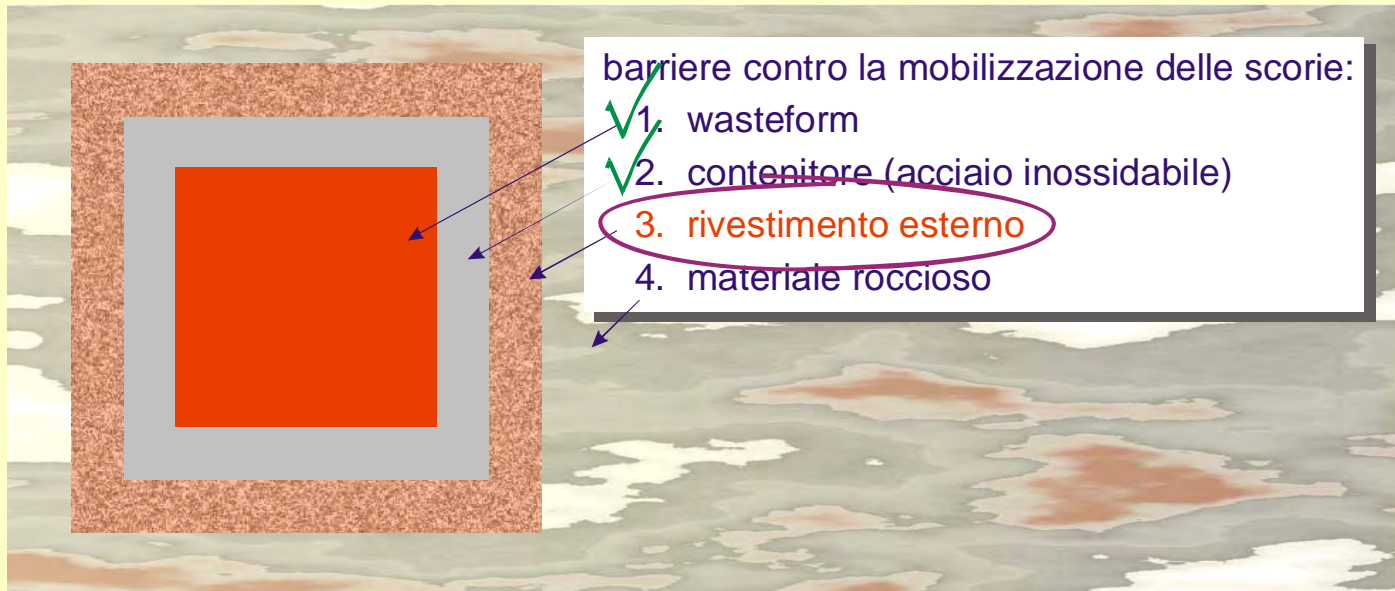 barriere contro la mobilizzazione delle scorie:
1. wasteform
2. contenitore (acciaio inossidabile)
3. rivestimento esterno
4. materiale roccioso